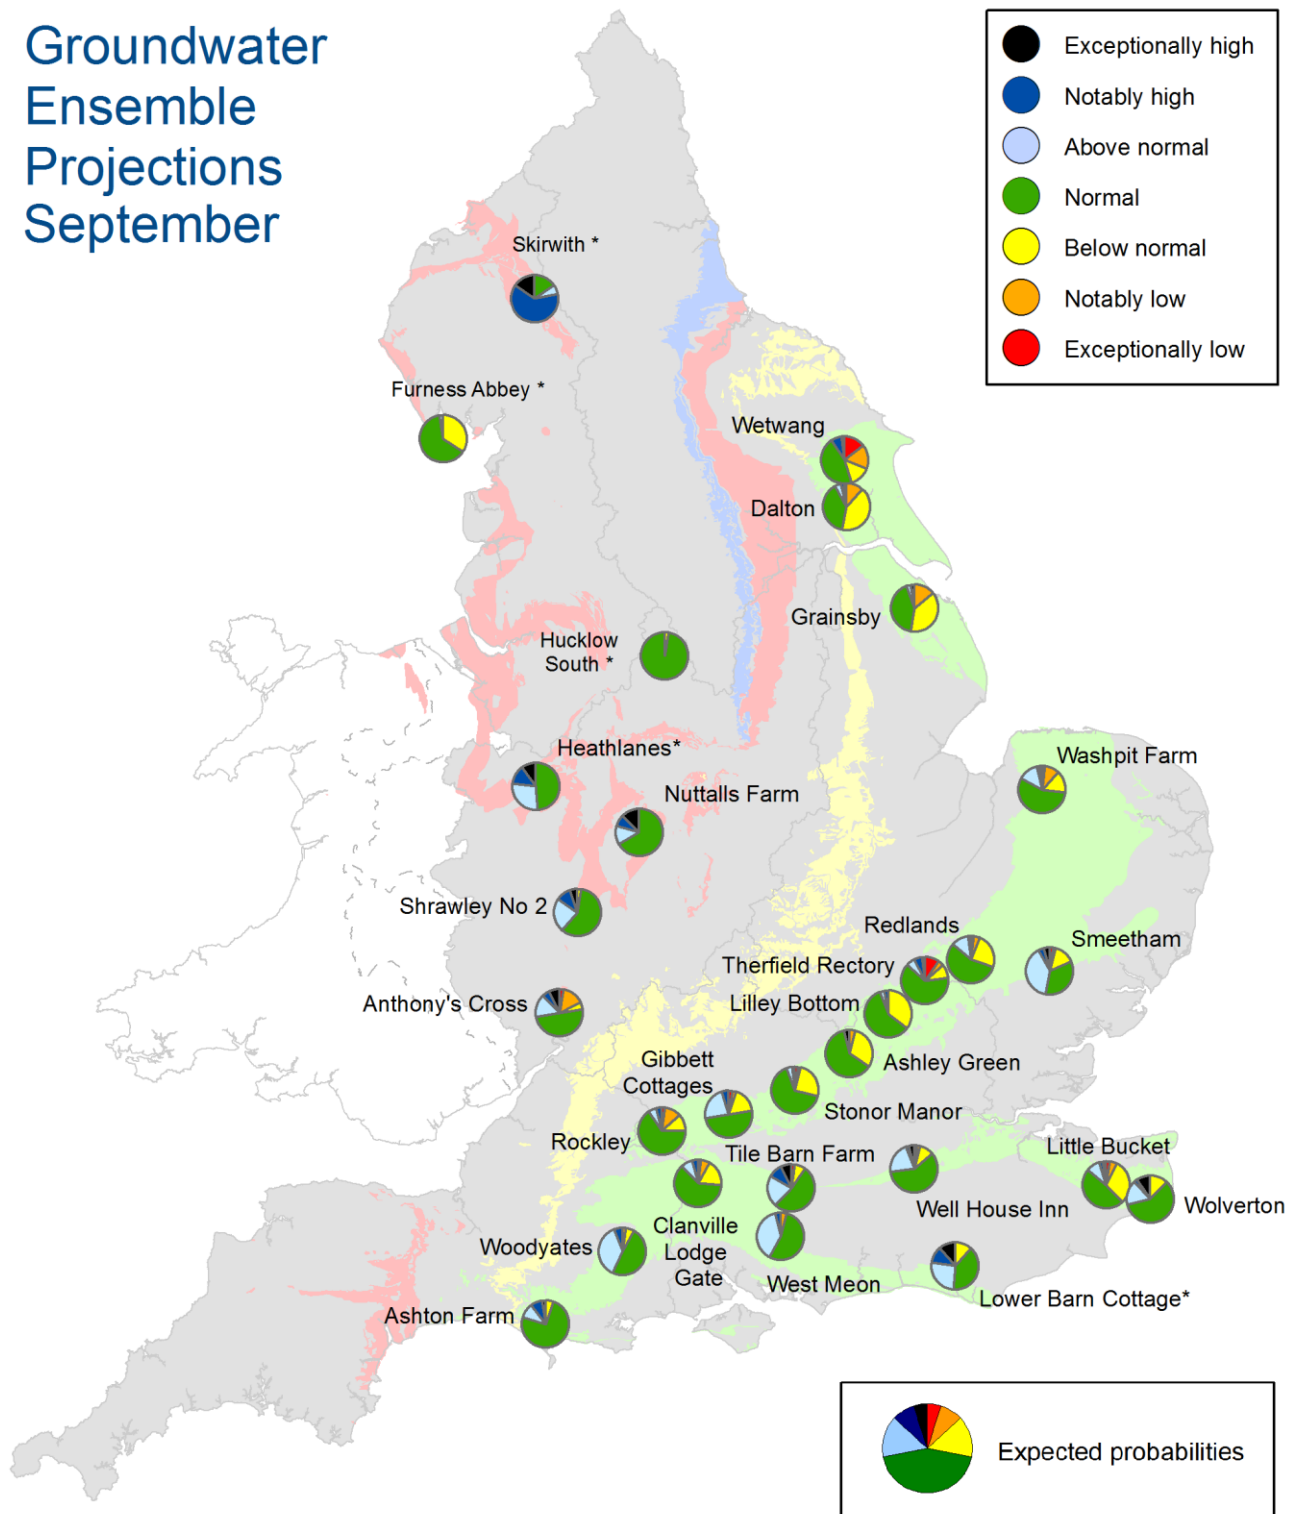 Groundwater
Ensemble
Projections
September
Exceptionally high
Notably high
Above normal
Normal
Below normal
Notably low
Exceptionally low
Skirwith *
Furness Abbey *
Wetwang
Dalton
Grainsby
Hucklow
South *
Heathlanes*
Washpit Farm
Nuttalls Farm
Shrawley No 2
Redlands
Smeetham
Therfield Rectory
Anthony's Cross
Lilley Bottom
Gibbett
Cottages
Ashley Green
Stonor Manor
Rockley
Tile Barn Farm
Little Bucket
Well House Inn
Wolverton
Clanville
Lodge
Gate
Woodyates
West Meon
Lower Barn Cottage*
Ashton Farm
Expected probabilities